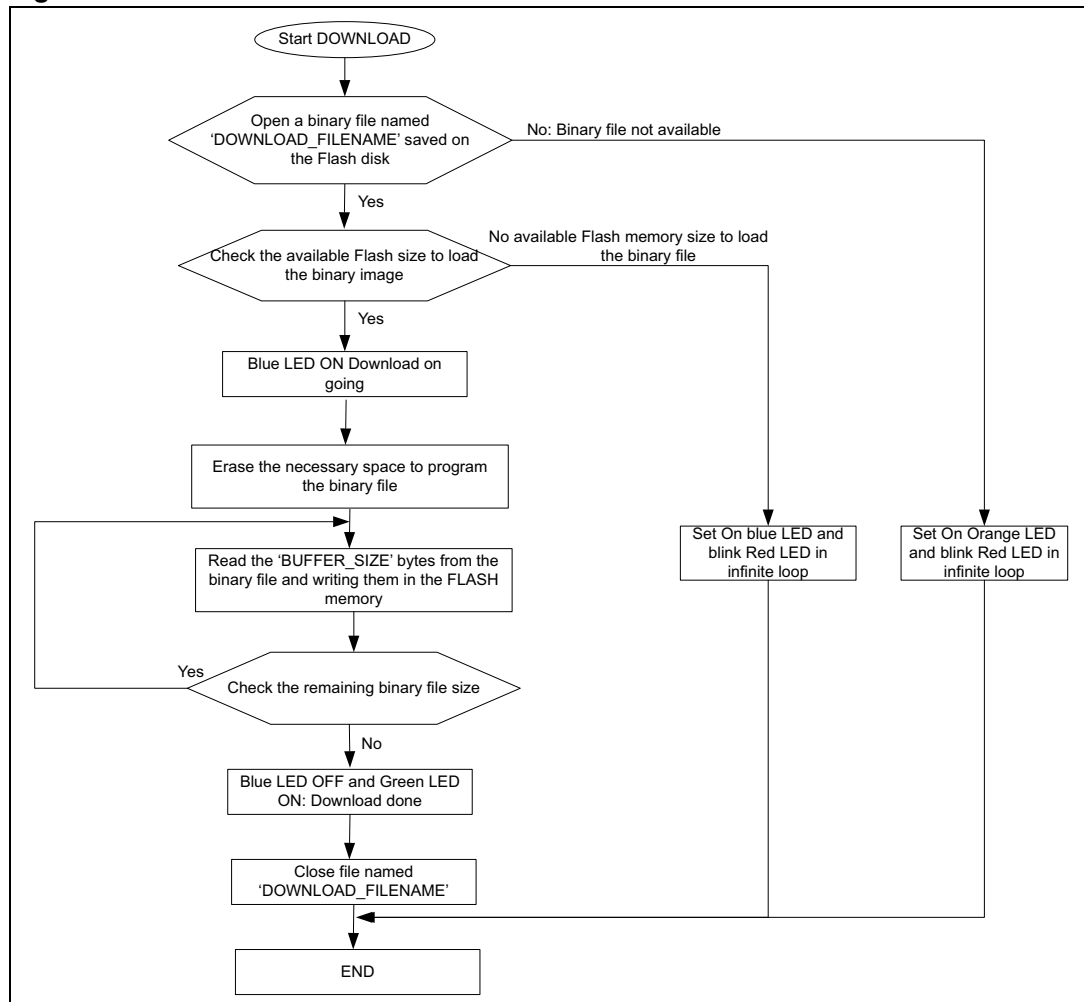 Start DOWNLOAD
Open a binary file named
‘DOWNLOAD_FILENAME’ saved on
the Flash disk
No: Binary file not available
Yes
Check the available Flash size to load
the binary image
No available Flash memory size to load
the binary file
Yes
Blue LED ON Download on
going
Erase the necessary space to program
the binary file
Read the ‘BUFFER_SIZE’ bytes from the
binary file and writing them in the FLASH
memory
Set On blue LED and
blink Red LED in
infinite loop
Set On Orange LED
and blink Red LED in
infinite loop
Yes
Check the remaining binary file size
No
Blue LED OFF and Green LED
ON: Download done
Close file named
‘DOWNLOAD_FILENAME’
END